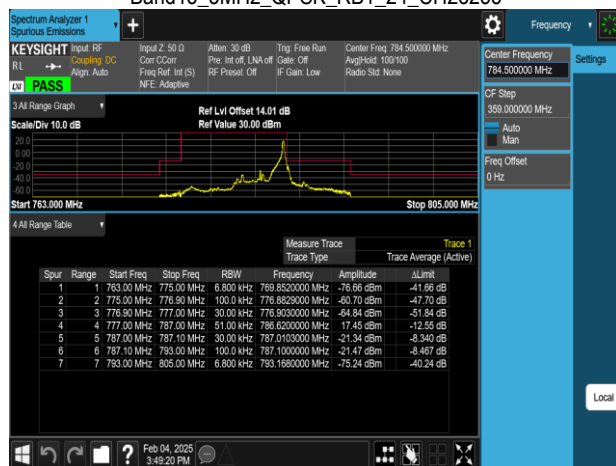 Spectrum Analyzer 1
Spurious Emissions
Frequency
KEYSIGHT
RL
LXI PASS
Input: RF
Coupling: DC
Align: Auto
Input Z: 50 Ω
Corr CCorr
Freq Ref: Int (S)
NFE: Adaptive
Atten: 30 dB
Pre: Int off, LNA off
RF Preset: Off
Trig: Free Run
Gate: Off
IF Gain: Low
Center Freq: 784.500000 MHz
Avg|Hold: 100/100
Radio Std: None
Center Frequency
784.500000 MHz
Settings
CF Step
359.000000 MHz
Auto
Man
Freq Offset
0 Hz
3 All Range Graph
Scale/Div 10.0 dB
Ref Lvl Offset 14.01 dB
Ref Value 30.00 dBm
20.0
0.00
-20.0
-40.0
-60.0
Start 763.000 MHz
Stop 805.000 MHz
4 All Range Table
Measure Trace Trace 1
Trace Type Trace Average (Active)
Spur Range Start Freq Stop Freq RBW Frequency Amplitude ΔLimit
1 1 763.00 MHz 775.00 MHz 6.800 kHz 769.8520000 MHz -76.66 dBm -41.66 dB
2 2 775.00 MHz 776.90 MHz 100.0 kHz 776.8829000 MHz -60.70 dBm -47.70 dB
3 3 776.90 MHz 777.00 MHz 30.00 kHz 776.9030000 MHz -64.84 dBm -51.84 dB
4 4 777.00 MHz 787.00 MHz 51.00 kHz 786.6200000 MHz 17.45 dBm -12.55 dB
5 5 787.00 MHz 787.10 MHz 30.00 kHz 787.0103000 MHz -21.34 dBm -8.340 dB
6 6 787.10 MHz 793.00 MHz 100.0 kHz 787.1000000 MHz -21.47 dBm -8.467 dB
7 7 793.00 MHz 805.00 MHz 6.800 kHz 793.1680000 MHz -75.24 dBm -40.24 dB
Local
Feb 04, 2025
3:49:20 PM